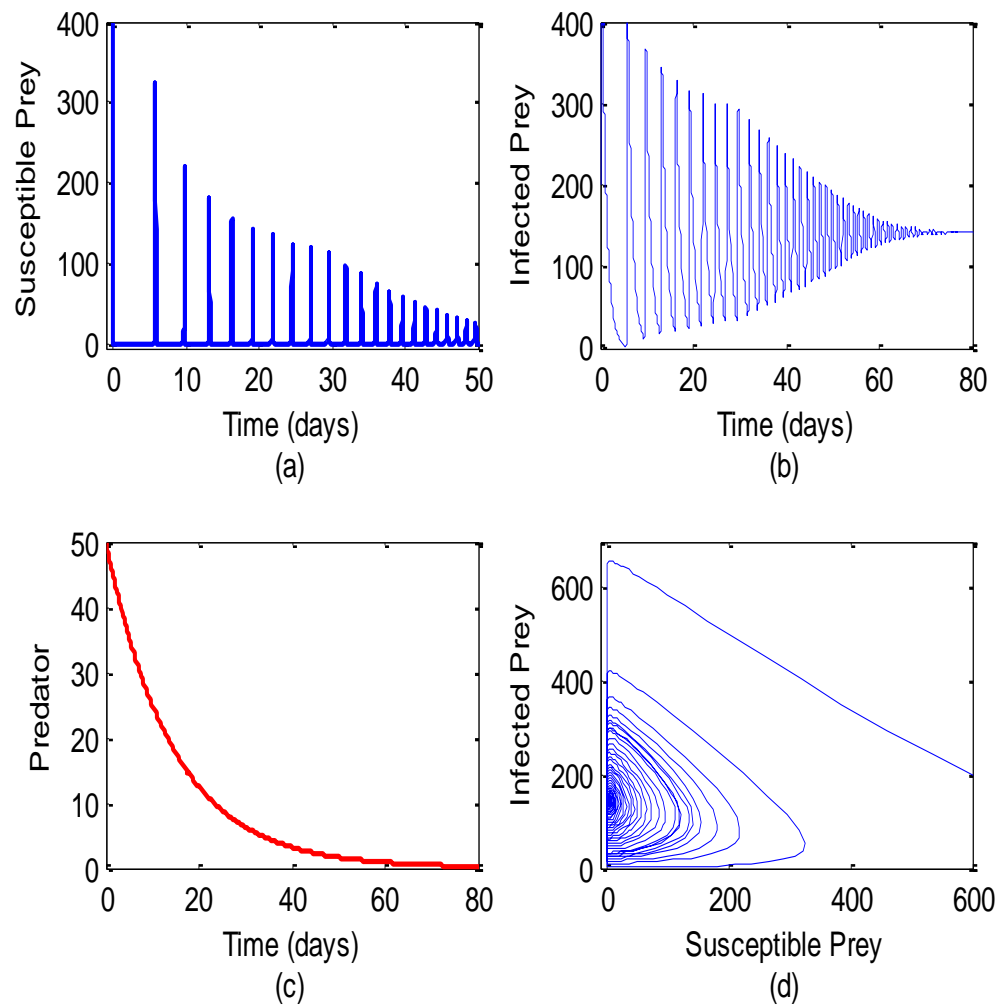 400
300
200
100
0
Susceptible Prey
0 10 20 30 40 50
Time (days)
(a)
400
300
200
100
0
Infected Prey
0 20 40 60 80
Time (days)
(b)
50
40
30
20
10
0
Predator
0 20 40 60 80
Time (days)
(c)
600
400
200
0
Infected Prey
0 200 400 600
Susceptible Prey
(d)